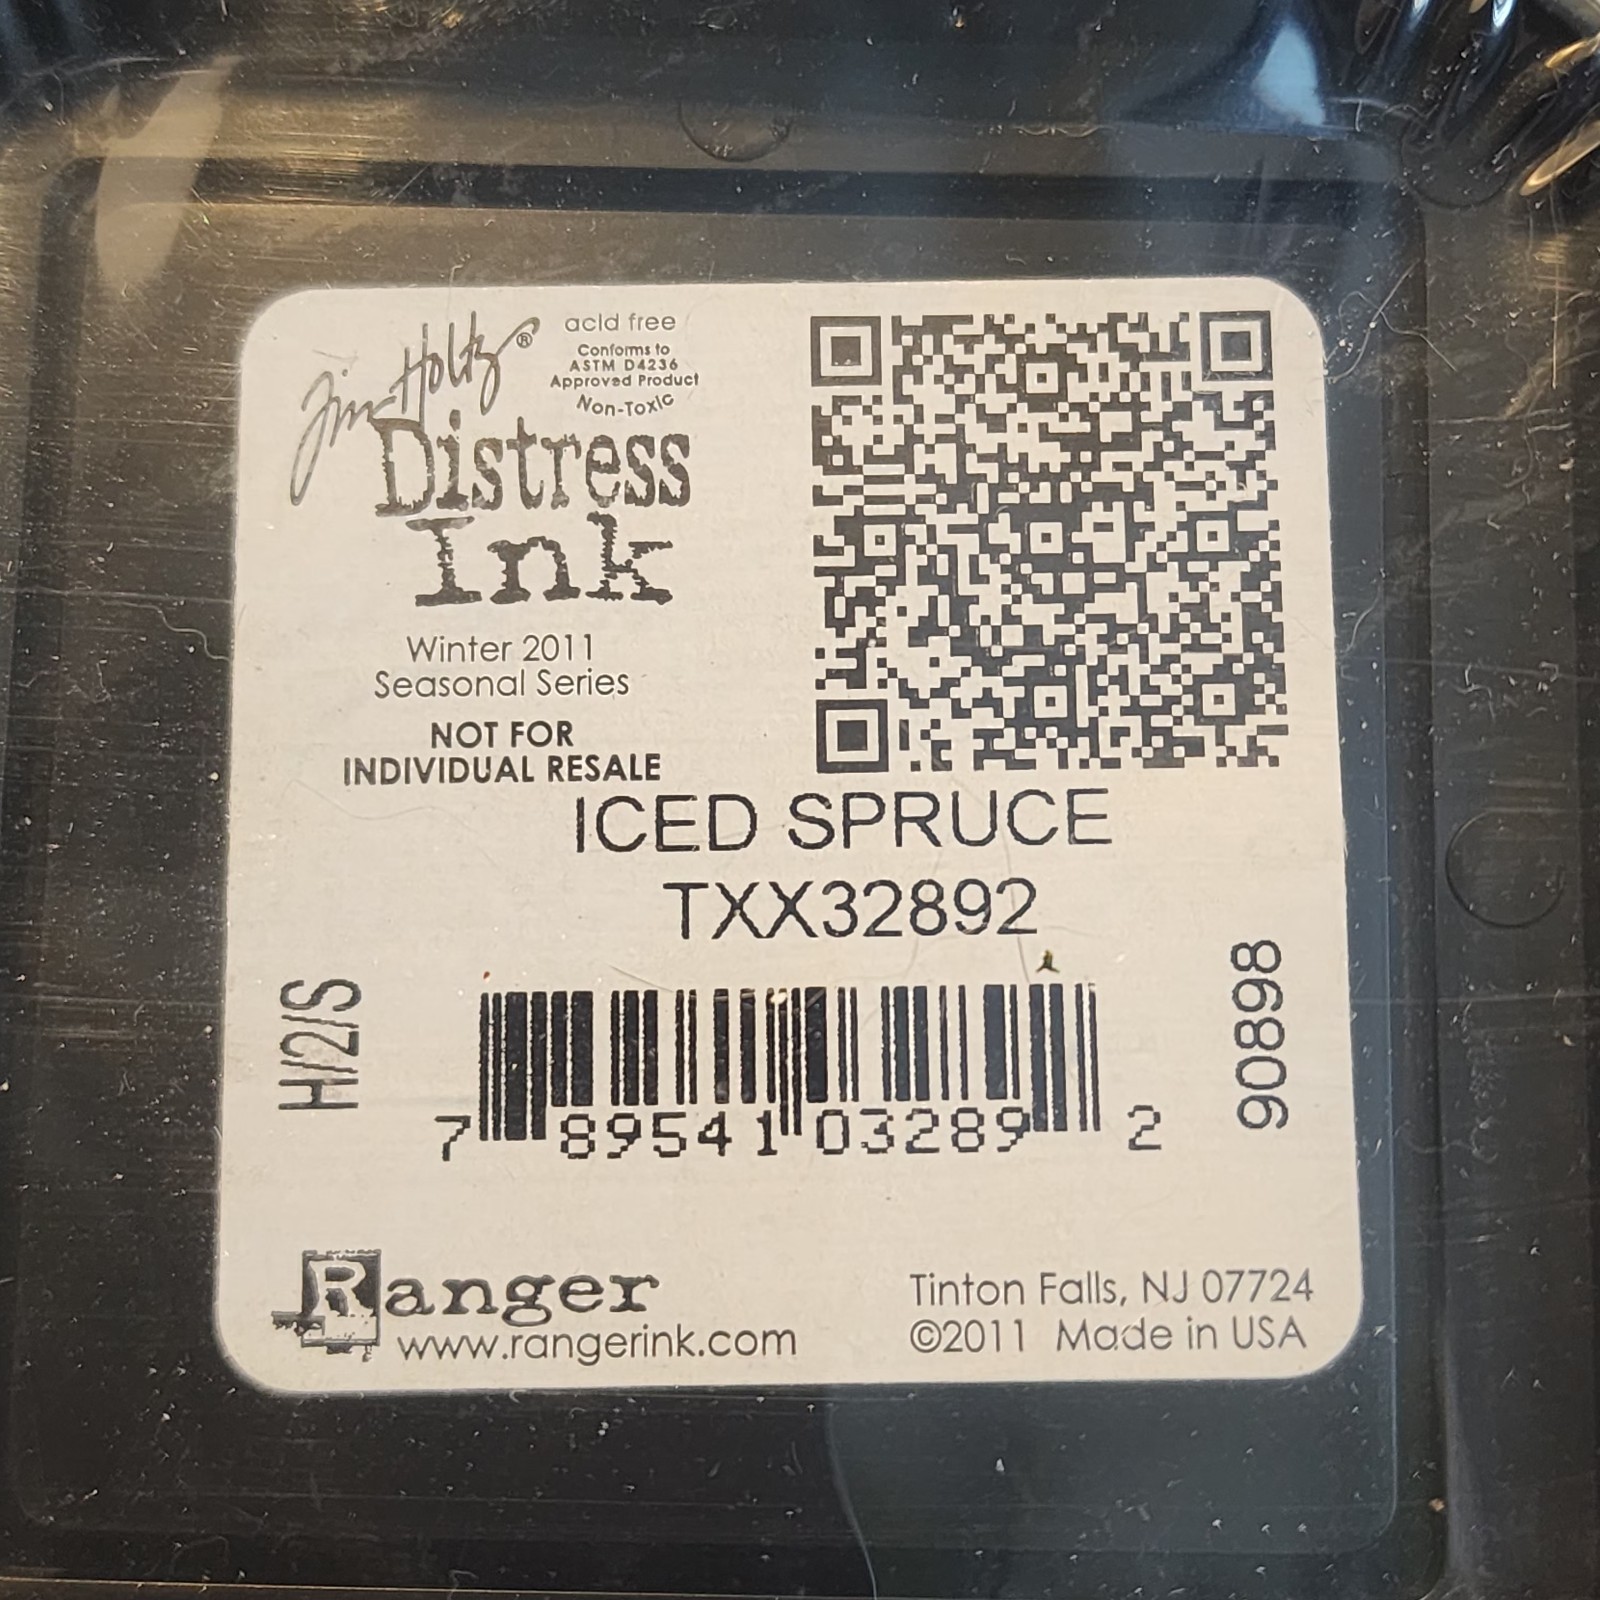 Tim Holtz®
acid free
Conforms to
ASTM D4236
Approved Product
Non-Toxic
Distress
Ink
Winter 2011
Seasonal Series
NOT FOR
INDIVIDUAL RESALE
ICED SPRUCE
TXX32892
H/2/S
7 89541 03289 2
90898
Ranger
www.rangerink.com
Tinton Falls, NJ 07724
©2011 Made in USA